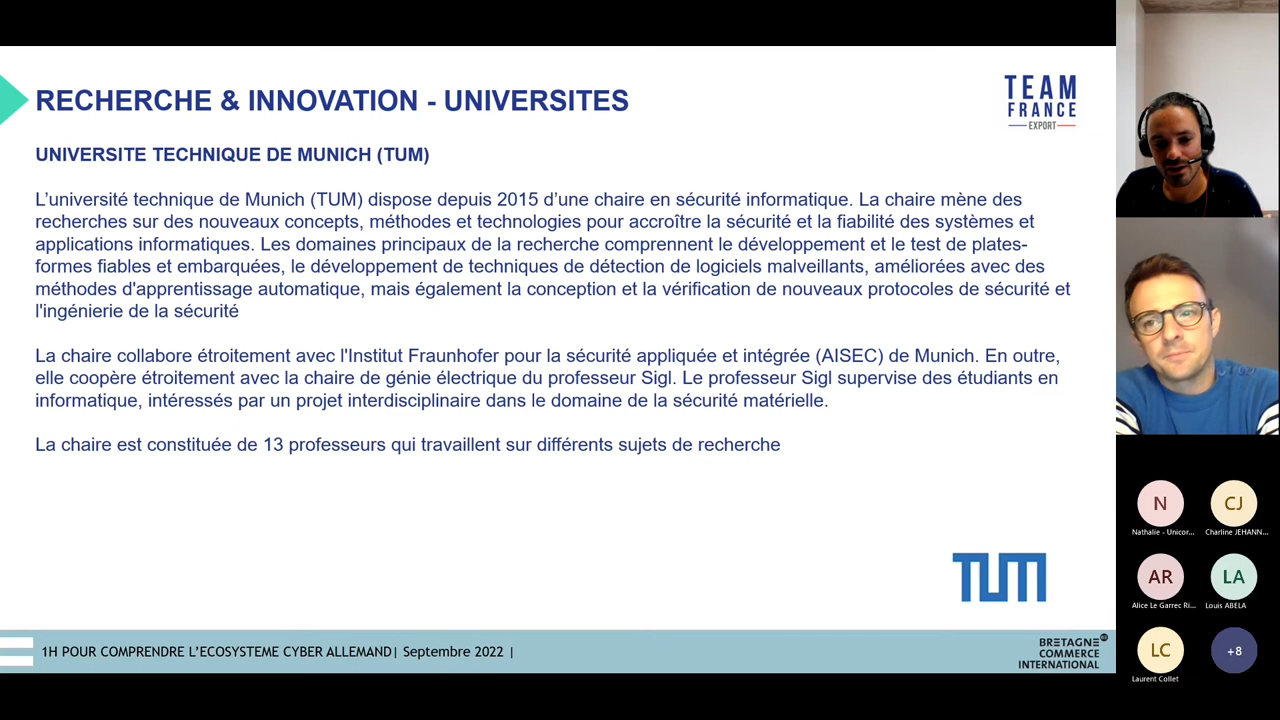 RECHERCHE & INNOVATION - UNIVERSITES
TEAM
FRANCE
EXPORT
UNIVERSITE TECHNIQUE DE MUNICH (TUM)
L’université technique de Munich (TUM) dispose depuis 2015 d’une chaire en sécurité informatique. La chaire mène des
recherches sur des nouveaux concepts, méthodes et technologies pour accroître la sécurité et la fiabilité des systèmes et
applications informatiques. Les domaines principaux de la recherche comprennent le développement et le test de plates-
formes fiables et embarquées, le développement de techniques de détection de logiciels malveillants, améliorées avec des
méthodes d'apprentissage automatique, mais également la conception et la vérification de nouveaux protocoles de sécurité et
l'ingénierie de la sécurité
La chaire collabore étroitement avec l'Institut Fraunhofer pour la sécurité appliquée et intégrée (AISEC) de Munich. En outre,
elle coopère étroitement avec la chaire de génie électrique du professeur Sigl. Le professeur Sigl supervise des étudiants en
informatique, intéressés par un projet interdisciplinaire dans le domaine de la sécurité matérielle.
La chaire est constituée de 13 professeurs qui travaillent sur différents sujets de recherche
TUM
1H POUR COMPRENDRE L’ECOSYSTEME CYBER ALLEMAND| Septembre 2022 |
BRETAGNE
COMMERCE
INTERNATIONAL
N
CJ
Nathalie - Unicor...
Charline JEHANN...
AR
LA
Alice Le Garrec Ri...
Louis ABELA
LC
+8
Laurent Collet